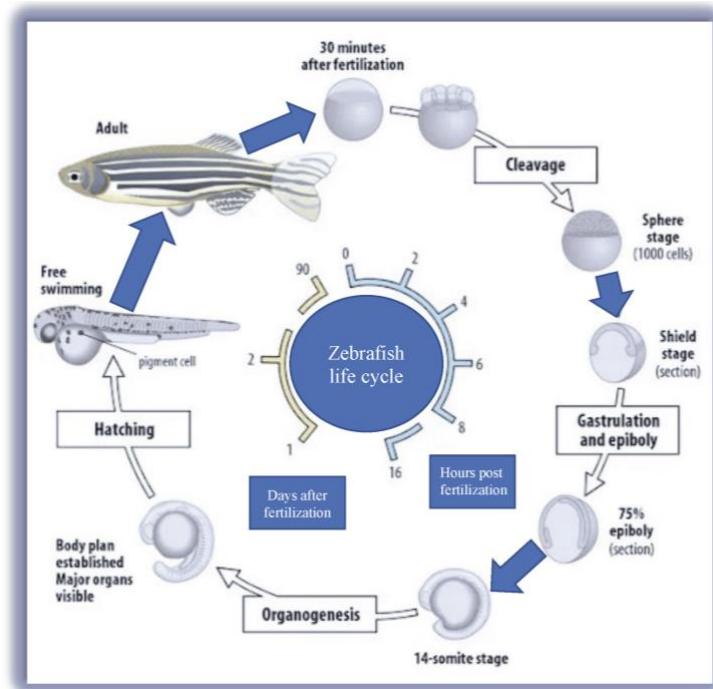 30 minutes
after fertilization
Adult
Cleavage
Sphere
stage
(1000 cells)
Free
swimming
pigment cell
Shield
stage
(section)
0
2
4
6
8
16
90
2
1
Zebrafish
life cycle
Hatching
Gastrulation
and epiboly
Days after
fertilization
Hours post
fertilization
75%
epiboly
(section)
Body plan
established
Major organs
visible
Organogenesis
14-somite stage